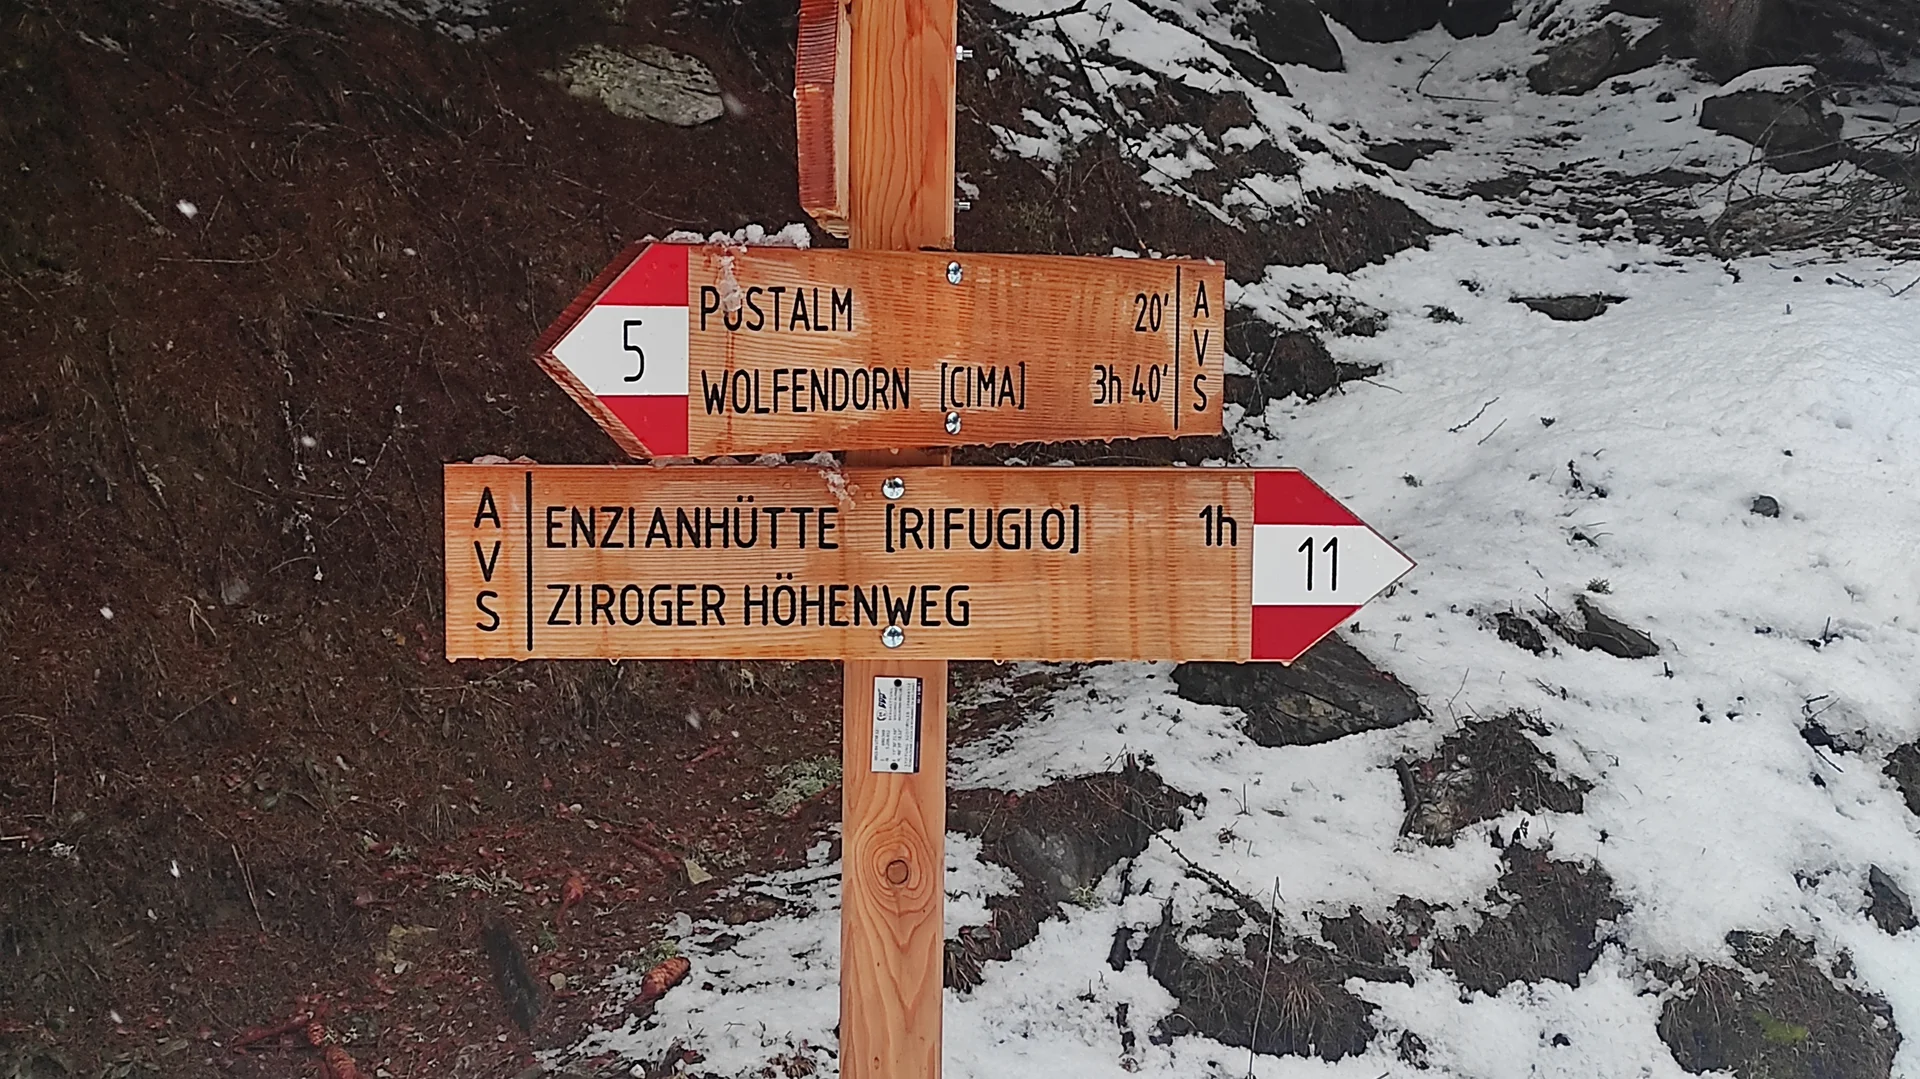 5
POSTALM 20'
WOLFENDORN [CIMA] 3h 40'
AVS
AVS
ENZIANHÜTTE [RIFUGIO] 1h
ZIROGER HÖHENWEG
11